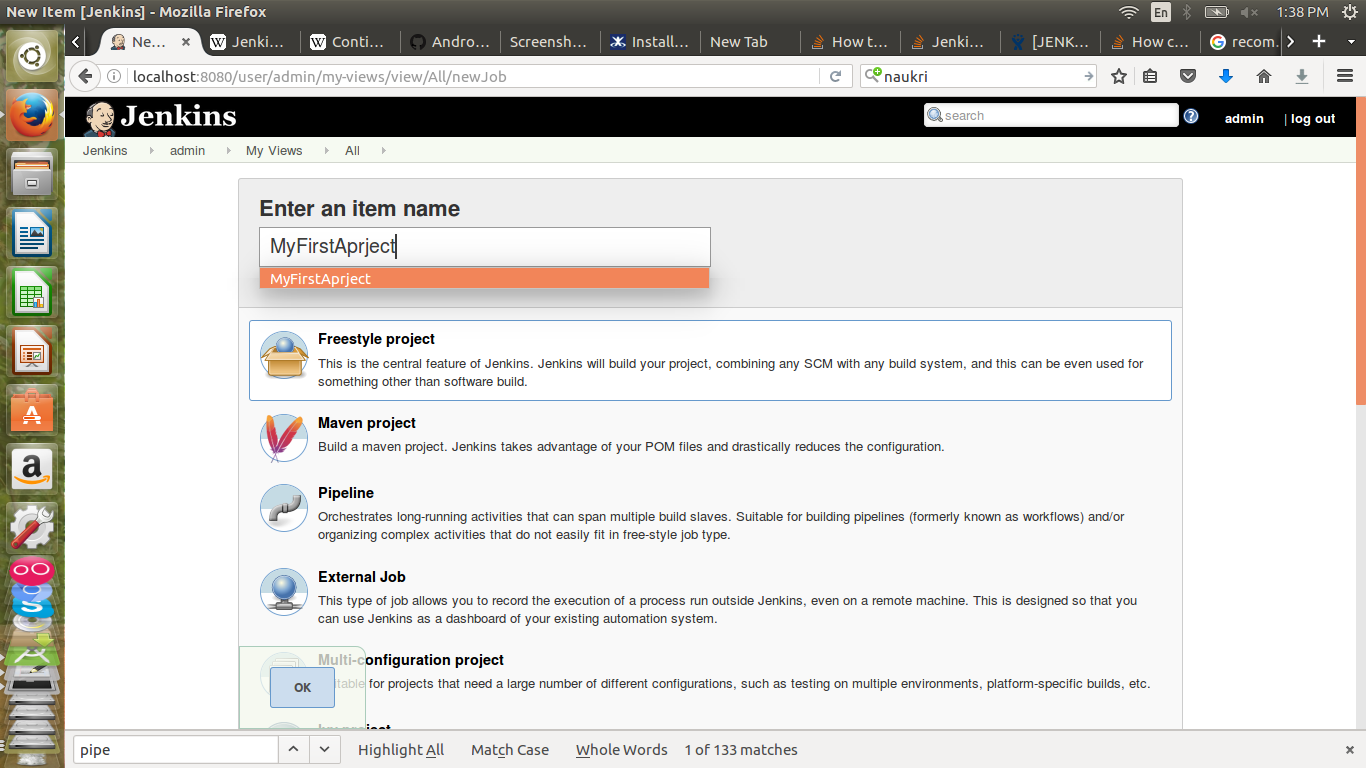 New Item [Jenkins] - Mozilla Firefox
En
1:38 PM
Ne...
Jenki...
Conti...
Andro...
Screensh...
Install...
New Tab
How t...
Jenki...
[JENK...
How c...
recom.
localhost:8080/user/admin/my-views/view/All/newJob
naukri
Jenkins
search
admin
| log out
Jenkins
admin
My Views
All
Enter an item name
MyFirstAprject
MyFirstAprject
Freestyle project
This is the central feature of Jenkins. Jenkins will build your project, combining any SCM with any build system, and this can be even used for
something other than software build.
Maven project
Build a maven project. Jenkins takes advantage of your POM files and drastically reduces the configuration.
Pipeline
Orchestrates long-running activities that can span multiple build slaves. Suitable for building pipelines (formerly known as workflows) and/or
organizing complex activities that do not easily fit in free-style job type.
External Job
This type of job allows you to record the execution of a process run outside Jenkins, even on a remote machine. This is designed so that you
can use Jenkins as a dashboard of your existing automation system.
Multi-configuration project
Suitable for projects that need a large number of different configurations, such as testing on multiple environments, platform-specific builds, etc.
OK
pipe
Highlight All
Match Case
Whole Words
1 of 133 matches